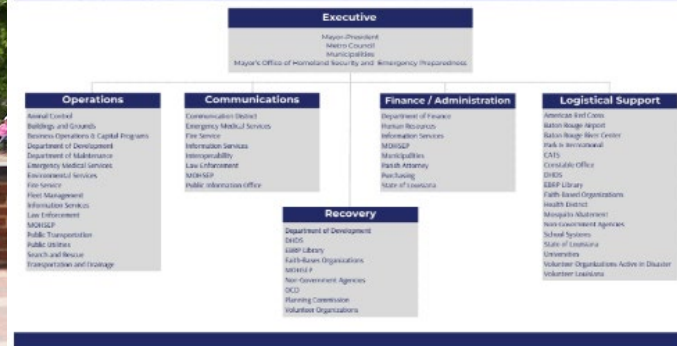 Executive
Mayor-President
Metro Council
Municipalities
Mayor's Office of Homeland Security and Emergency Preparedness
Operations
Animal Control
Buildings and Grounds
Business Operations & Capital Programs
Department of Development
Department of Maintenance
Emergency Medical Services
Environmental Services
Fire Service
Fleet Management
Information Services
Law Enforcement
MOHSEP
Public Transportation
Public Utilities
Search and Rescue
Transportation and Drainage
Communications
Communication District
Emergency Medical Services
Fire Service
Information Services
Interoperability
Law Enforcement
MOHSEP
Public Information Office
Finance / Administration
Department of Finance
Human Resources
Information Services
MOHSEP
Municipalities
Parish Attorney
Purchasing
State of Louisiana
Logistical Support
American Red Cross
Baton Rouge Airport
Baton Rouge River Center
Park & Recreational
CATS
Constable Office
DHDS
EBRP Library
Faith-Based Organizations
Health District
Mosquito Abatement
Non-Government Agencies
School Systems
State of Louisiana
Universities
Volunteer Organizations Active in Disaster
Volunteer Louisiana
Recovery
Department of Development
DHDS
EBRP Library
Faith-Based Organizations
MOHSEP
Non-Government Agencies
OCD
Planning Commission
Volunteer Organizations